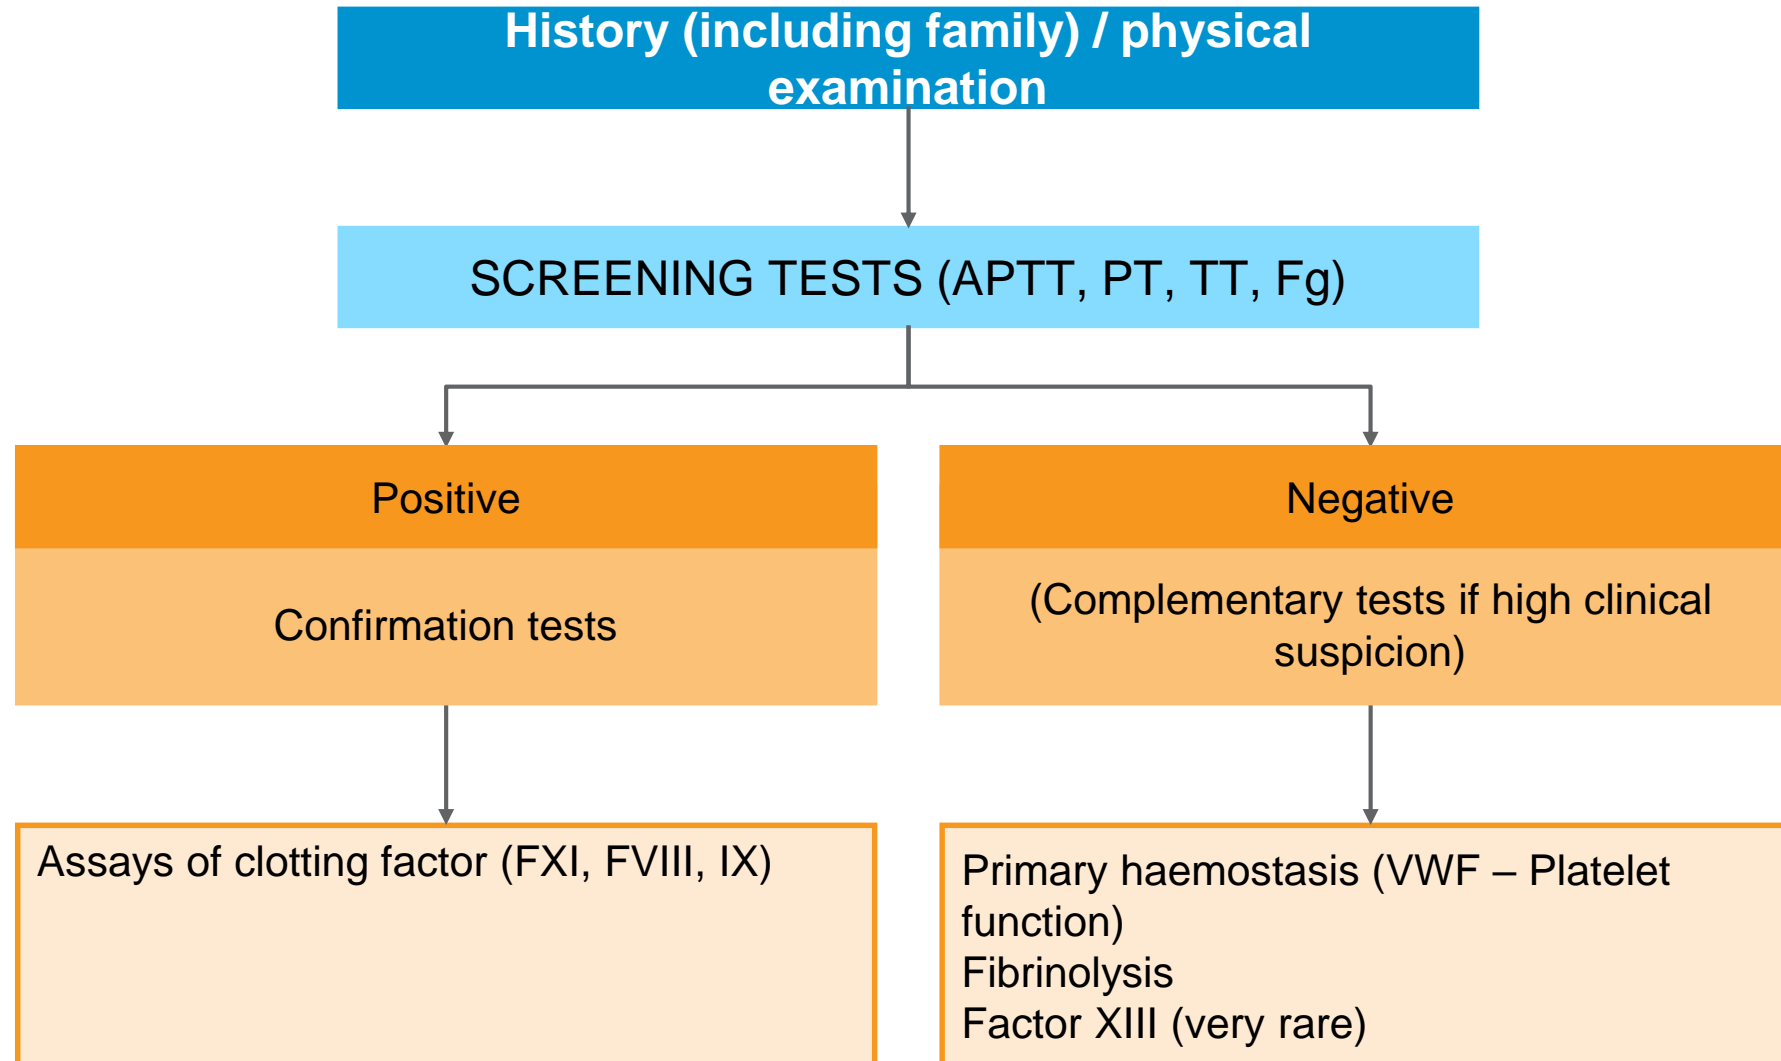 History (including family) / physical
examination
SCREENING TESTS (APTT, PT, TT, Fg)
Positive
Negative
Confirmation tests
(Complementary tests if high clinical
suspicion)
Assays of clotting factor (FXI, FVIII, IX)
Primary haemostasis (VWF – Platelet
function)
Fibrinolysis
Factor XIII (very rare)